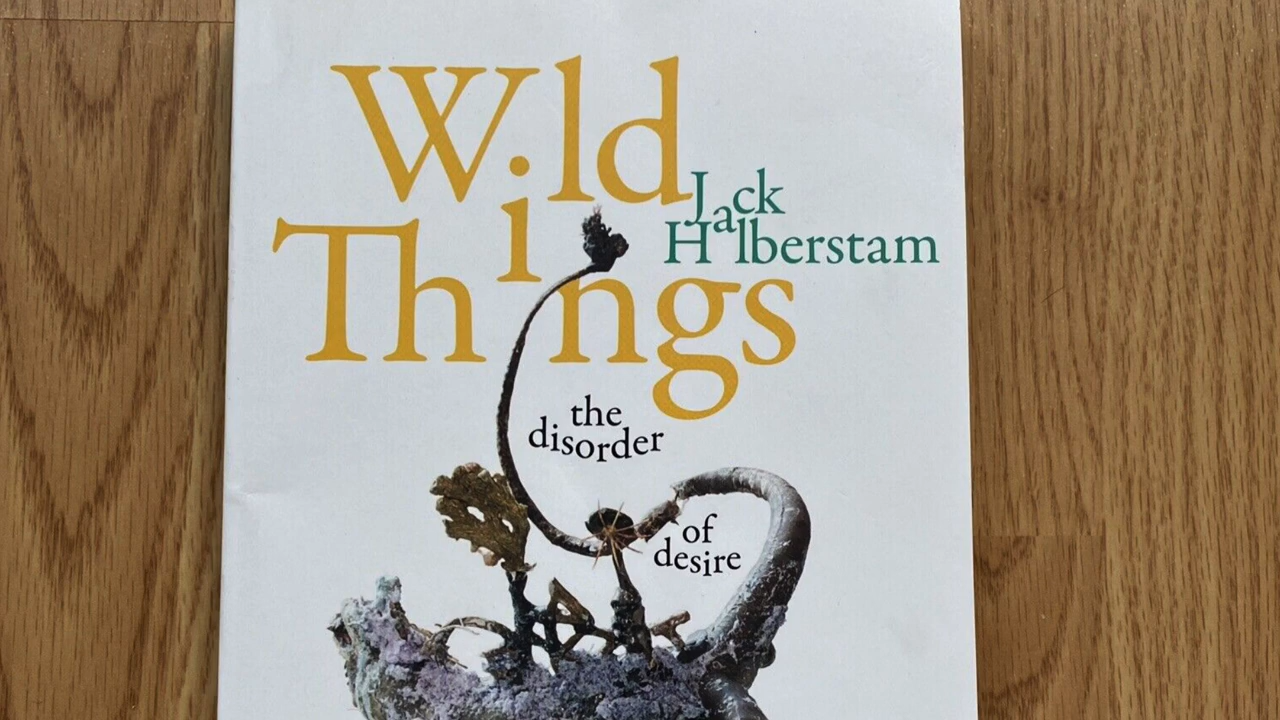 Wild
Things
Jack
Halberstam
the
disorder
of
desire